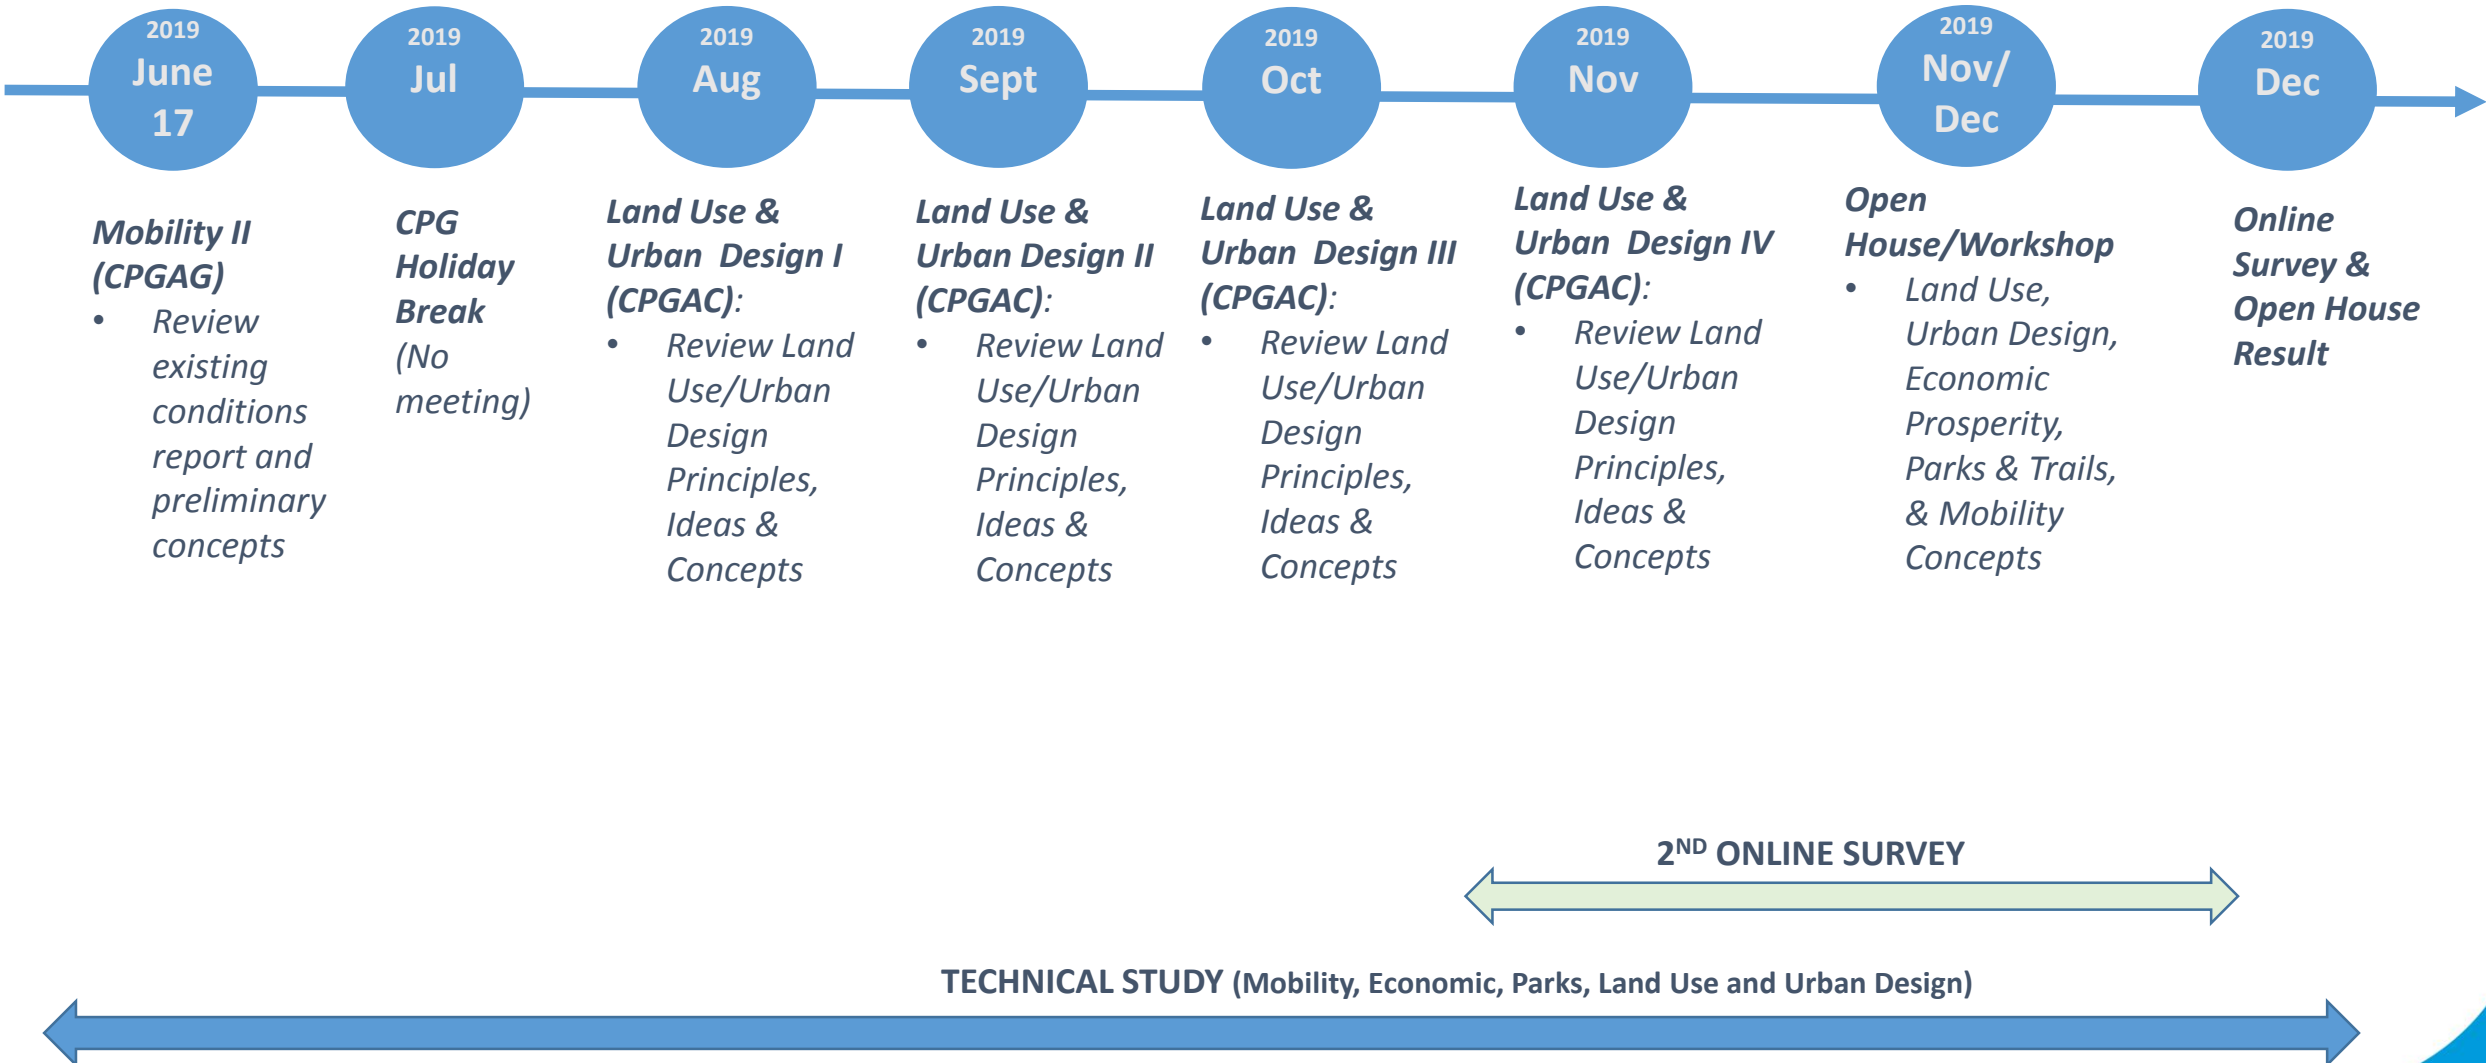 2019
June
17
2019
Jul
2019
Aug
2019
Sept
2019
Oct
2019
Nov
2019
Nov/
Dec
2019
Dec
Mobility II
(CPGAG)
• Review
existing
conditions
report and
preliminary
concepts
CPG
Holiday
Break
(No
meeting)
Land Use &
Urban Design I
(CPGAC):
• Review Land
Use/Urban
Design
Principles,
Ideas &
Concepts
Land Use &
Urban Design II
(CPGAC):
• Review Land
Use/Urban
Design
Principles,
Ideas &
Concepts
Land Use &
Urban Design III
(CPGAC):
• Review Land
Use/Urban
Design
Principles,
Ideas &
Concepts
Land Use &
Urban Design IV
(CPGAC):
• Review Land
Use/Urban
Design
Principles,
Ideas &
Concepts
Open
House/Workshop
• Land Use,
Urban Design,
Economic
Prosperity,
Parks & Trails,
& Mobility
Concepts
Online
Survey &
Open House
Result
2ND ONLINE SURVEY
TECHNICAL STUDY (Mobility, Economic, Parks, Land Use and Urban Design)